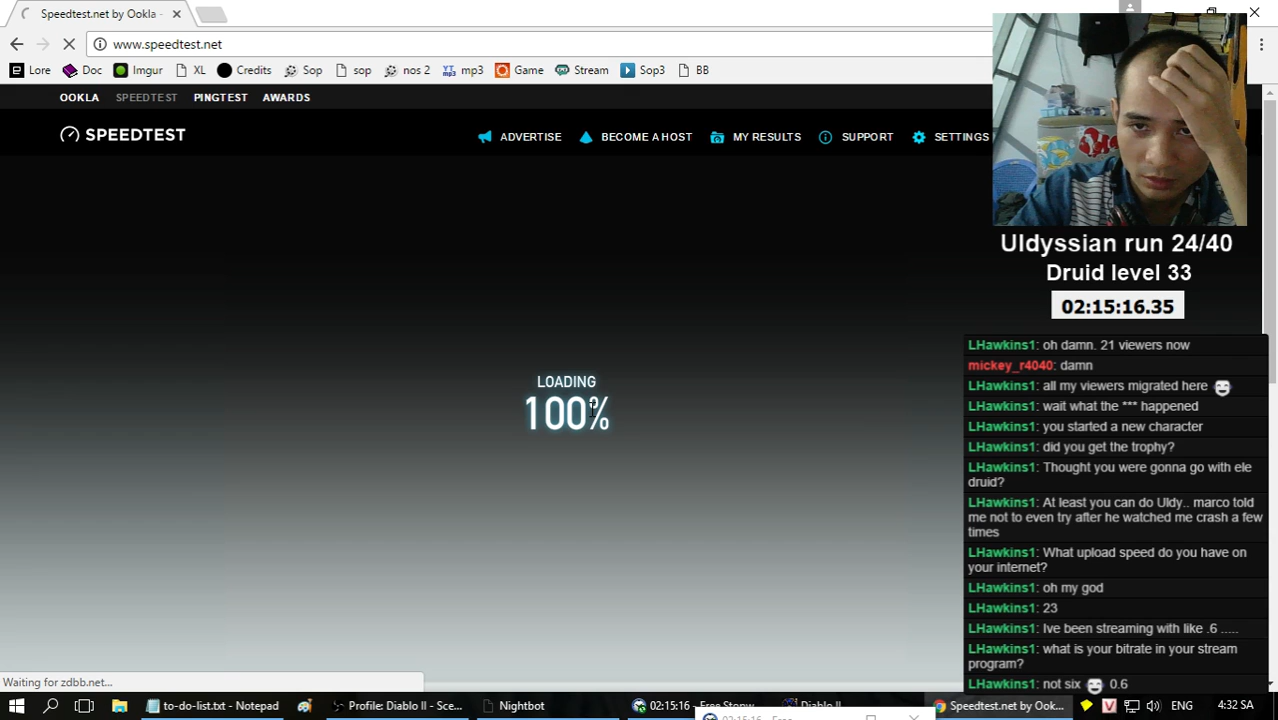 Speedtest.net by Ookla -
www.speedtest.net
Lore Doc Imgur XL Credits Sop sop nos 2 mp3 Game Stream Sop3 BB
OOKLA SPEEDTEST PINGTEST AWARDS
SPEEDTEST ADVERTISE BECOME A HOST MY RESULTS SUPPORT SETTINGS
LOADING
100%
Uldyssian run 24/40
Druid level 33
02:15:16.35
LHawkins1: oh damn. 21 viewers now
mickey_r4040: damn
LHawkins1: all my viewers migrated here
LHawkins1: wait what the *** happened
LHawkins1: you started a new character
LHawkins1: did you get the trophy?
LHawkins1: Thought you were gonna go with ele
druid?
LHawkins1: At least you can do Uldy.. marco told
me not to even try after he watched me crash a few
times
LHawkins1: What upload speed do you have on
your internet?
LHawkins1: oh my god
LHawkins1: 23
LHawkins1: Ive been streaming with like .6 .....
LHawkins1: what is your bitrate in your stream
program?
LHawkins1: not six 0.6
Waiting for zdbb.net...
to-do-list.txt - Notepad Profile: Diablo II - Sce... Nightbot 02:15:16 - Free Stopw... Diablo II Speedtest.net by Ook... ENG 4:32 SA